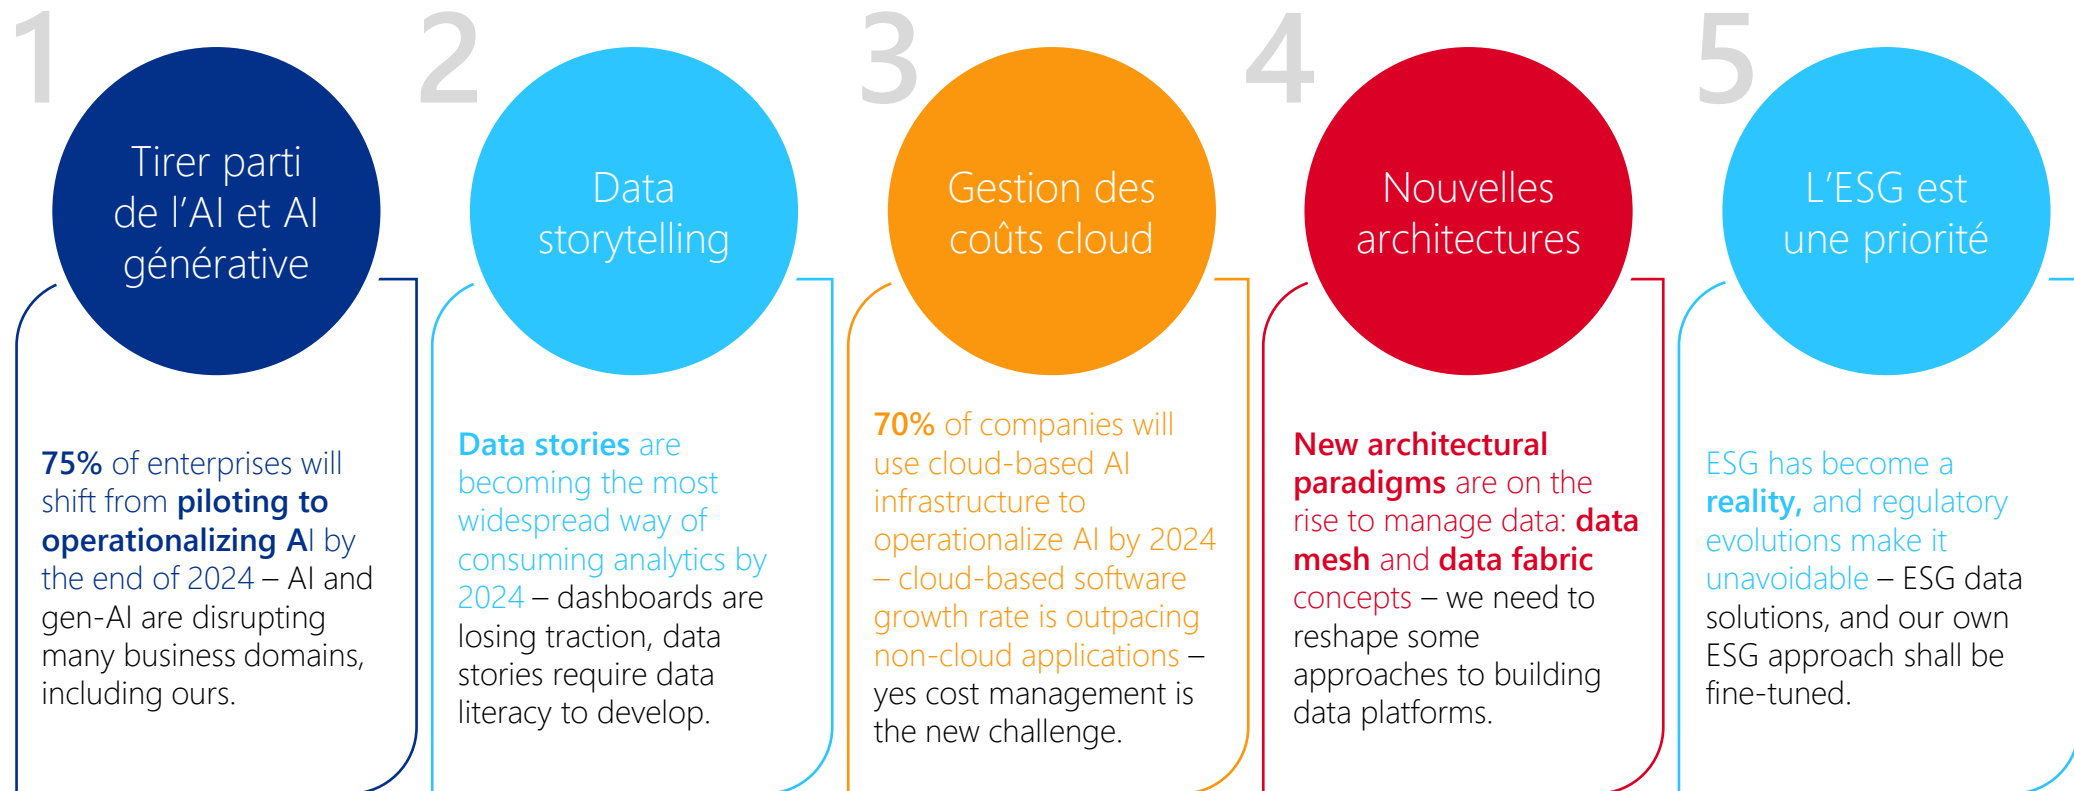 1
Tirer parti
de l'AI et AI
générative
75% of enterprises will
shift from piloting to
operationalizing AI by
the end of 2024 – AI and
gen-AI are disrupting
many business domains,
including ours.
2
Data
storytelling
Data stories are
becoming the most
widespread way of
consuming analytics by
2024 – dashboards are
losing traction, data
stories require data
literacy to develop.
3
Gestion des
coûts cloud
70% of companies will
use cloud-based AI
infrastructure to
operationalize AI by 2024
– cloud-based software
growth rate is outpacing
non-cloud applications –
yes cost management is
the new challenge.
4
Nouvelles
architectures
New architectural
paradigms are on the
rise to manage data: data
mesh and data fabric
concepts – we need to
reshape some
approaches to building
data platforms.
5
L'ESG est
une priorité
ESG has become a
reality, and regulatory
evolutions make it
unavoidable – ESG data
solutions, and our own
ESG approach shall be
fine-tuned.